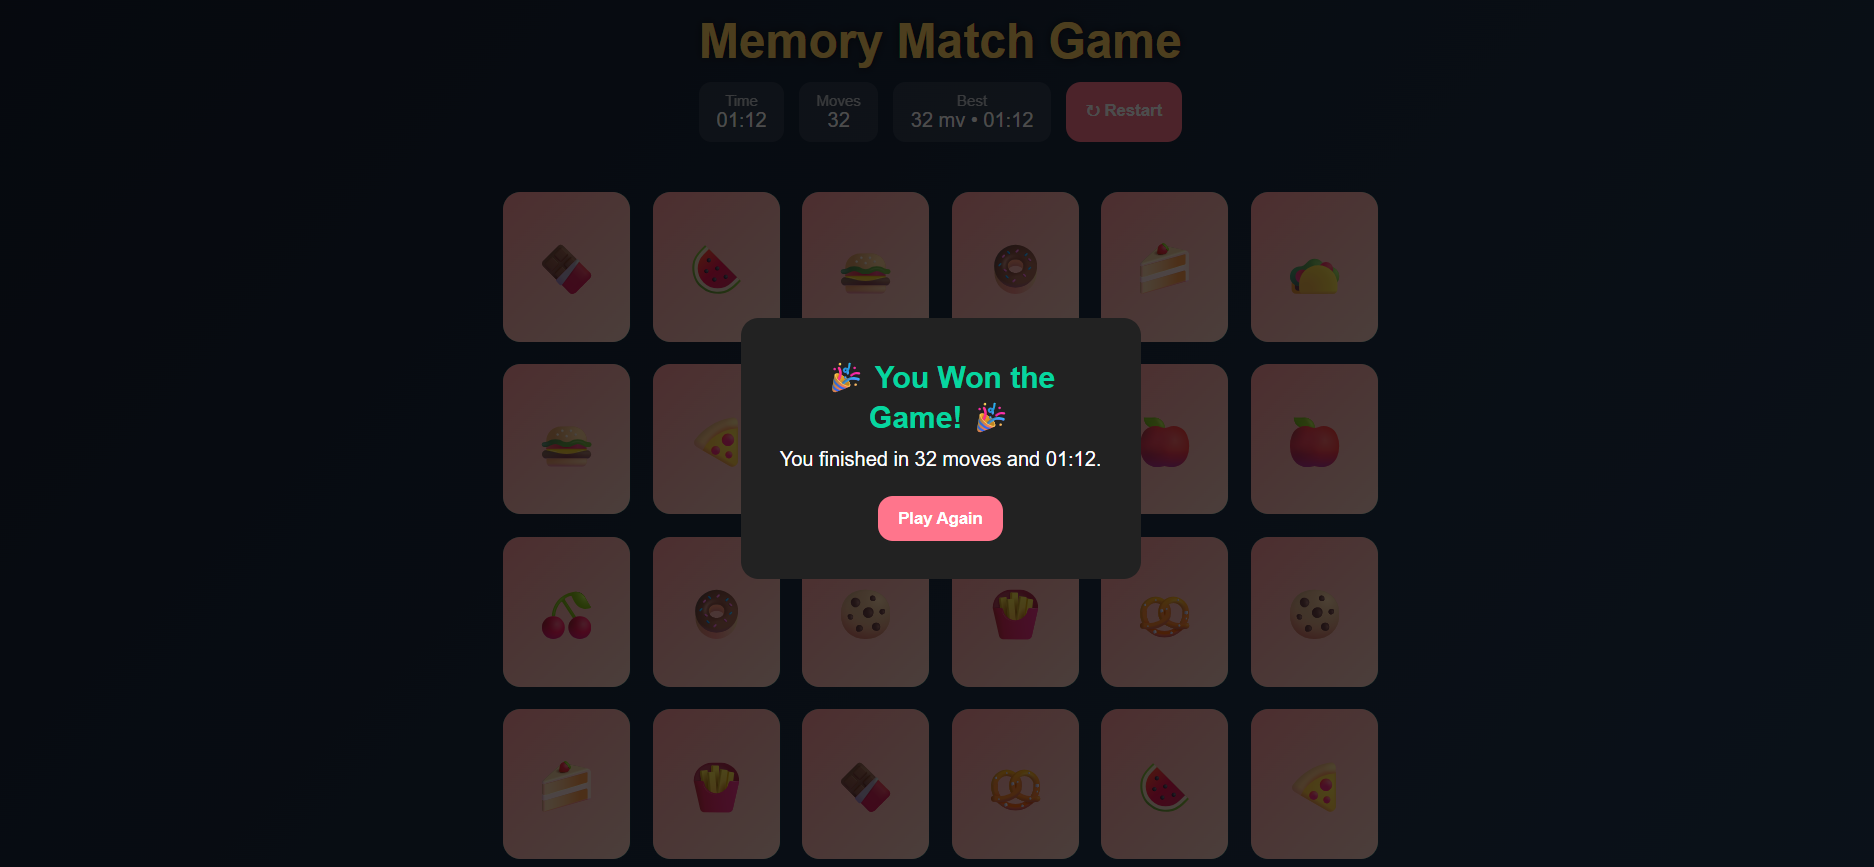 Memory Match Game
Time
01:12
Moves
32
Best
32 mv • 01:12
↻ Restart
🎉 You Won the
Game! 🎉
You finished in 32 moves and 01:12.
Play Again